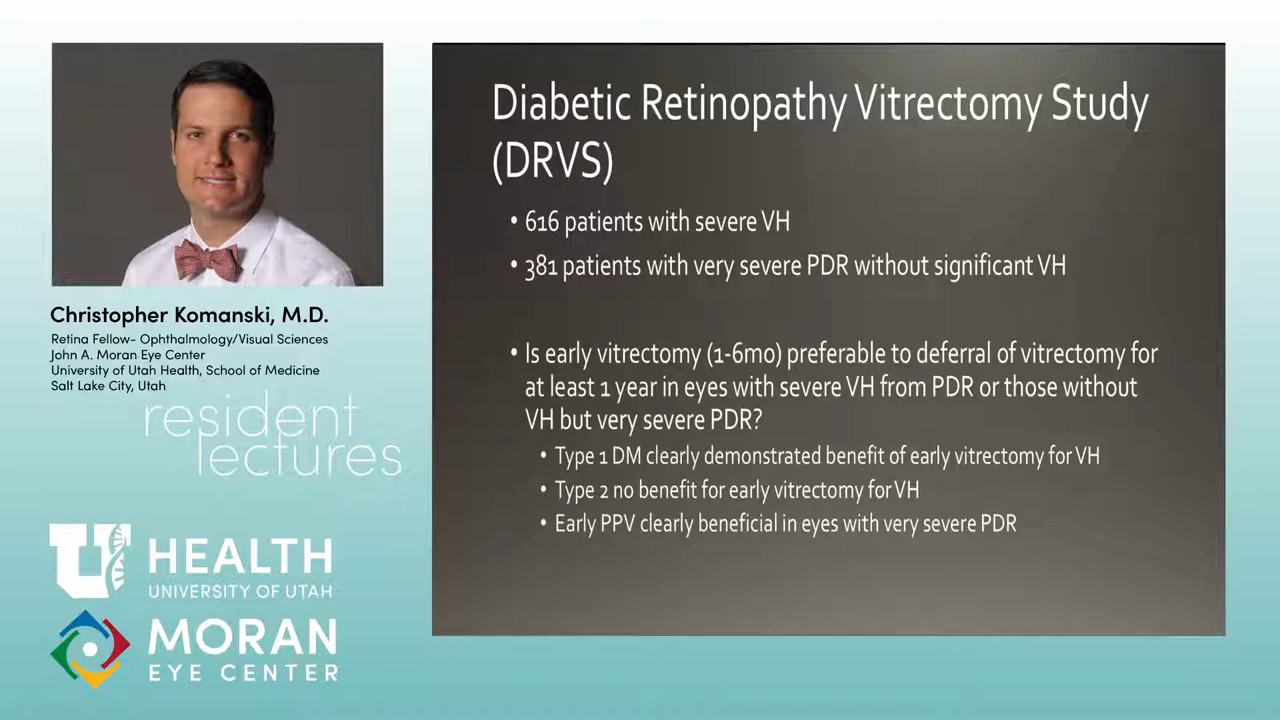 Christopher Komanski, M.D.
Retina Fellow- Ophthalmology/Visual Sciences
John A. Moran Eye Center
University of Utah Health, School of Medicine
Salt Lake City, Utah
resident
lectures
U HEALTH
UNIVERSITY OF UTAH
MORAN
EYE CENTER
Diabetic Retinopathy Vitrectomy Study
(DRVS)
• 616 patients with severe VH
• 381 patients with very severe PDR without significant VH
• Is early vitrectomy (1-6mo) preferable to deferral of vitrectomy for
at least 1 year in eyes with severe VH from PDR or those without
VH but very severe PDR?
• Type 1 DM clearly demonstrated benefit of early vitrectomy for VH
• Type 2 no benefit for early vitrectomy for VH
• Early PPV clearly beneficial in eyes with very severe PDR